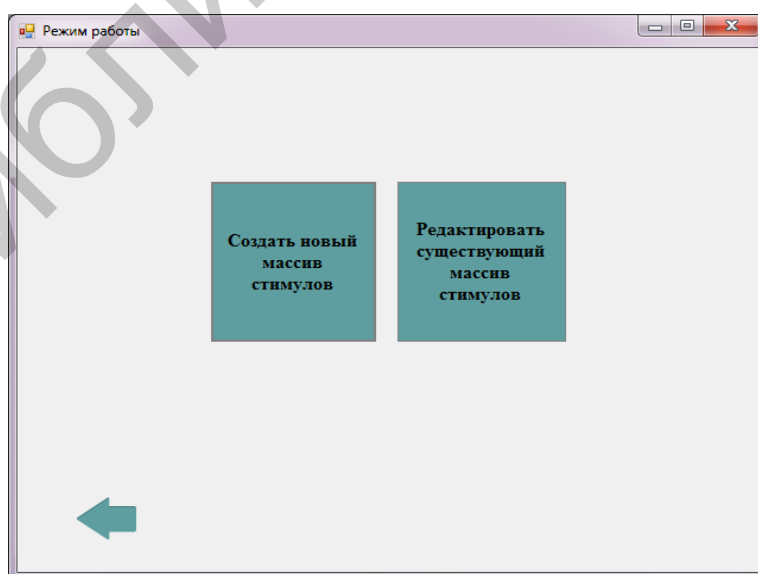 Режим работы
Создать новый
массив
стимулов
Редактировать
существующий
массив
стимулов